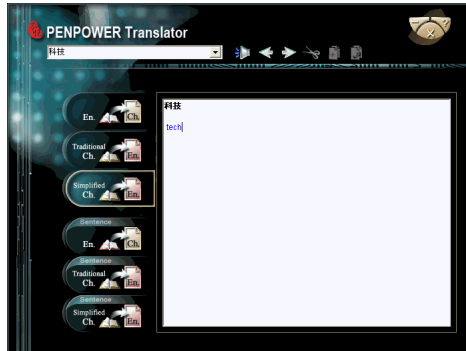 PENPOWER Translator
科技
科技
tech
En. Ch.
Traditional
Ch. En.
Simplified
Ch. En.
Sentence
En. Ch.
Sentence
Traditional
Ch. En.
Sentence
Simplified
Ch. En.